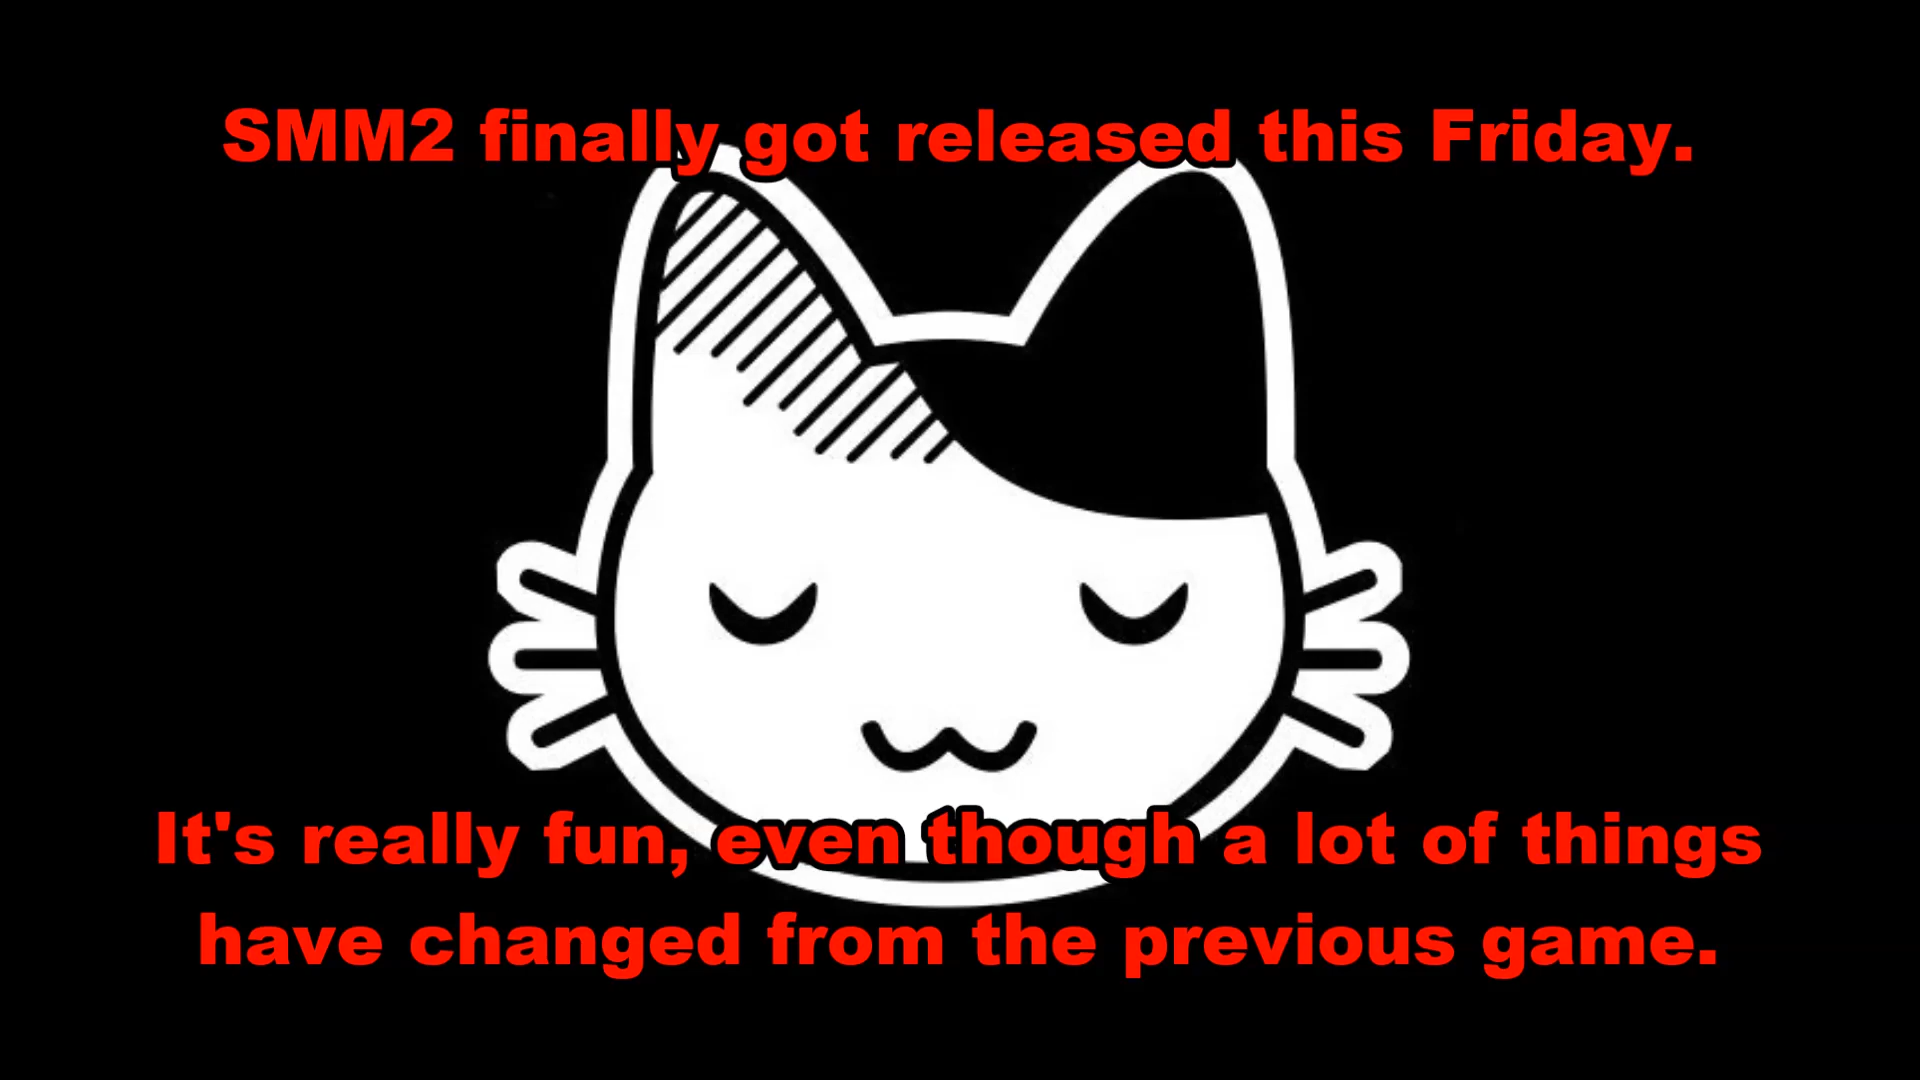 SMM2 finally got released this Friday.
It's really fun, even though a lot of things
have changed from the previous game.